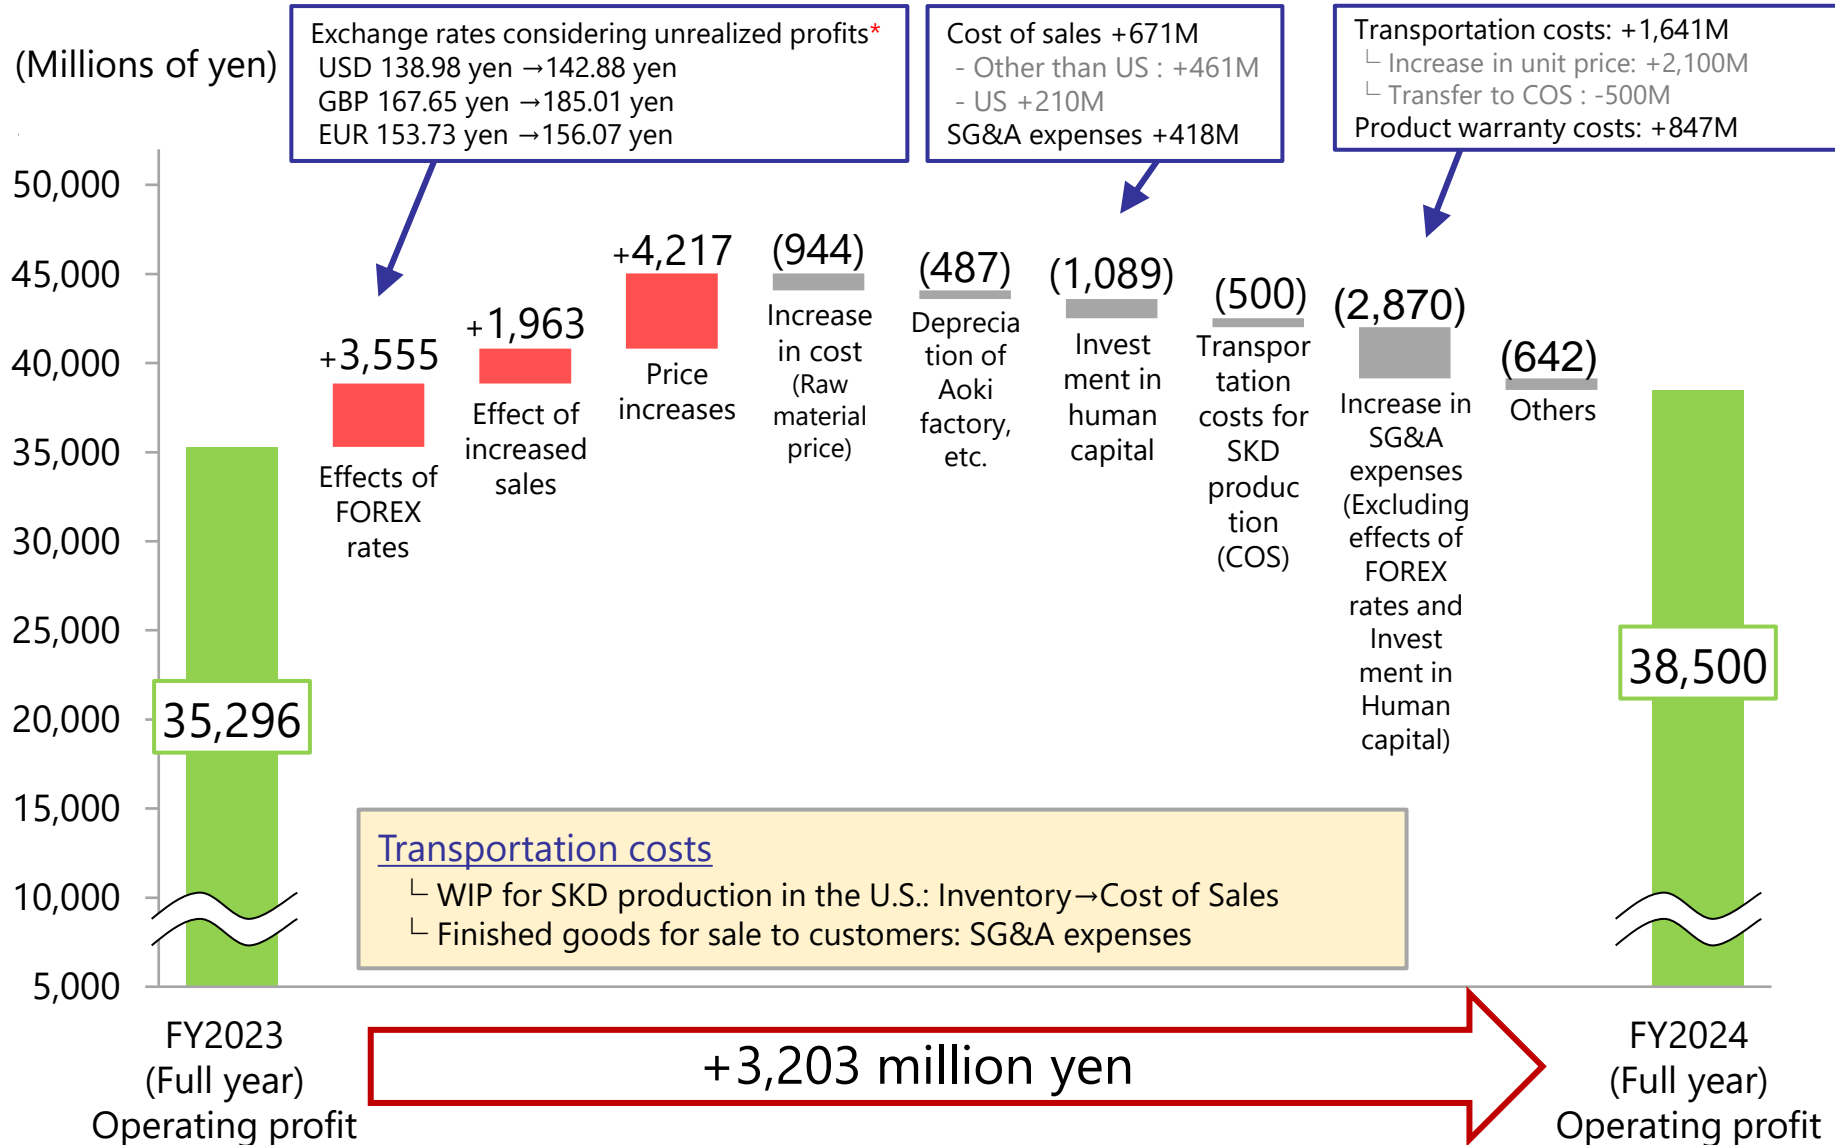 (Millions of yen)
Exchange rates considering unrealized profits*
USD 138.98 yen →142.88 yen
GBP 167.65 yen →185.01 yen
EUR 153.73 yen →156.07 yen
Cost of sales +671M
- Other than US : +461M
- US +210M
SG&A expenses +418M
Transportation costs: +1,641M
└ Increase in unit price: +2,100M
└ Transfer to COS : -500M
Product warranty costs: +847M
50,000
45,000
40,000
35,000
30,000
25,000
20,000
15,000
10,000
5,000
35,296
+3,555
Effects of
FOREX
rates
+1,963
Effect of
increased
sales
+4,217
Price
increases
(944)
Increase
in cost
(Raw
material
price)
(487)
Deprecia
tion of
Aoki
factory,
etc.
(1,089)
Invest
ment in
human
capital
(500)
Transpor
tation
costs for
SKD
produc
tion
(COS)
(2,870)
Increase in
SG&A
expenses
(Excluding
effects of
FOREX
rates and
Invest
ment in
Human
capital)
(642)
Others
38,500
Transportation costs
└ WIP for SKD production in the U.S.: Inventory→Cost of Sales
└ Finished goods for sale to customers: SG&A expenses
FY2023
(Full year)
Operating profit
+3,203 million yen
FY2024
(Full year)
Operating profit